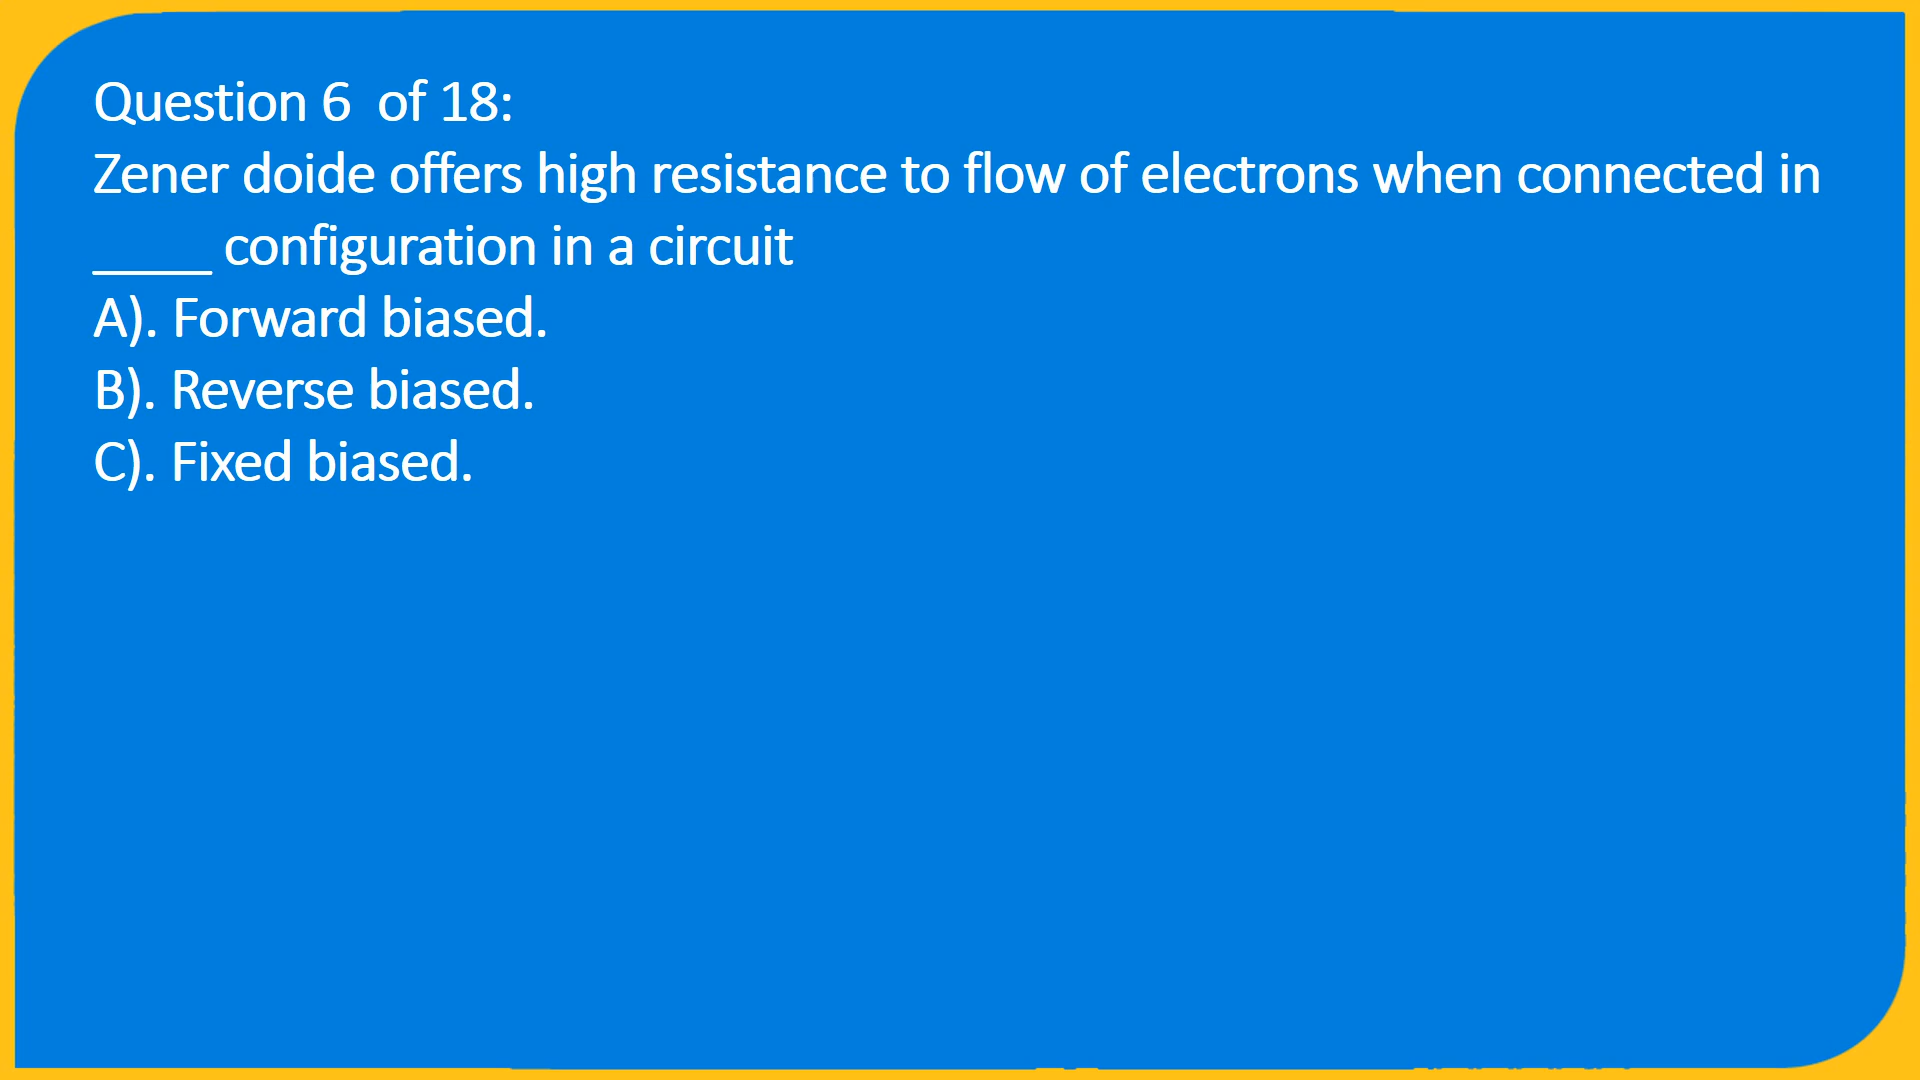 Question 6  of 18:
Zener doide offers high resistance to flow of electrons when connected in
____ configuration in a circuit
A). Forward biased.
B). Reverse biased.
C). Fixed biased.